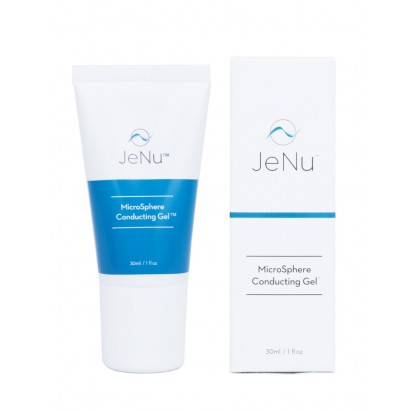 JeNu™
MicroSphere
Conducting Gel™
30ml / 1 fl oz
JeNu
MicroSphere
Conducting Gel
30ml / 1 fl oz